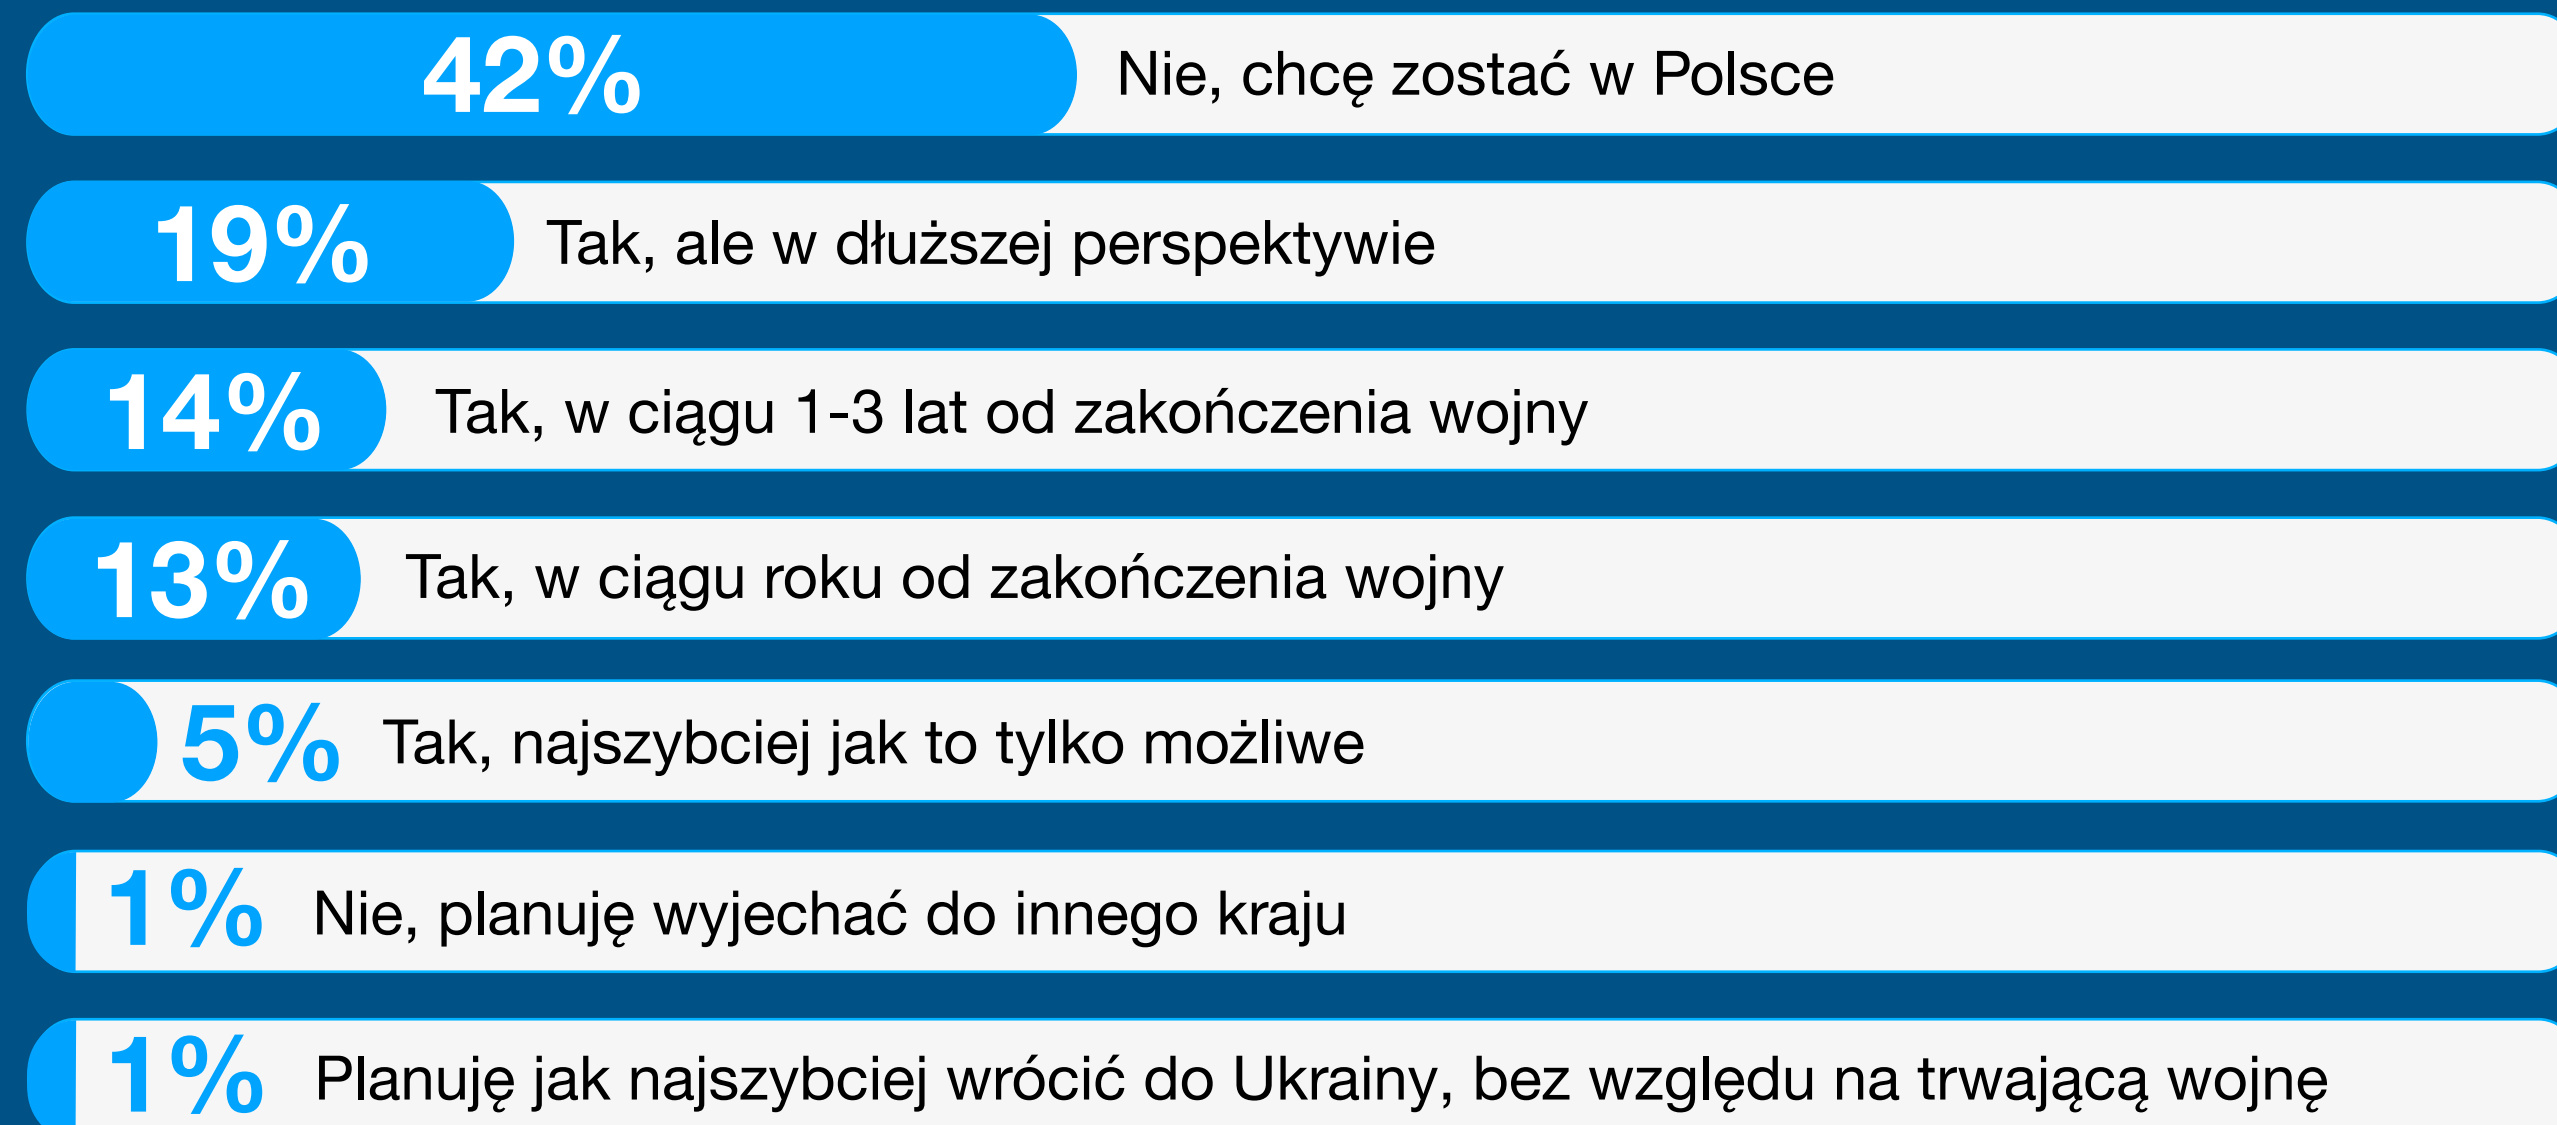 42% Nie, chcę zostać w Polsce
19% Tak, ale w dłuższej perspektywie
14% Tak, w ciągu 1-3 lat od zakończenia wojny
13% Tak, w ciągu roku od zakończenia wojny
5% Tak, najszybciej jak to tylko możliwe
1% Nie, planuję wyjechać do innego kraju
1% Planuję jak najszybciej wrócić do Ukrainy, bez względu na trwającą wojnę